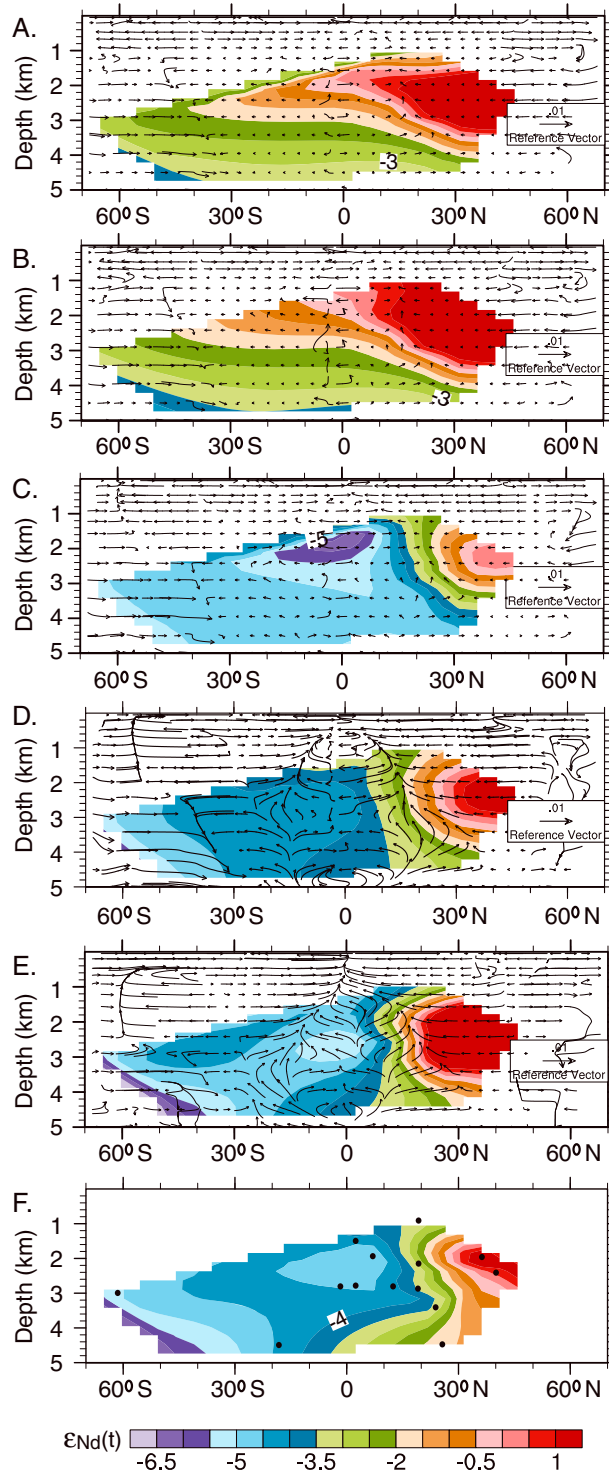 A.
Depth (km)
1
2
3
4
5
-3
.01
Reference Vector
60⁰ S
30⁰ S
0
30⁰ N
60⁰ N
B.
Depth (km)
1
2
3
4
5
-3
.01
Reference Vector
60⁰ S
30⁰ S
0
30⁰ N
60⁰ N
C.
Depth (km)
1
2
3
4
5
-5
.01
Reference Vector
60⁰ S
30⁰ S
0
30⁰ N
60⁰ N
D.
Depth (km)
1
2
3
4
5
.01
Reference Vector
60⁰ S
30⁰ S
0
30⁰ N
60⁰ N
E.
Depth (km)
1
2
3
4
5
.01
Reference Vector
60⁰ S
30⁰ S
0
30⁰ N
60⁰ N
F.
Depth (km)
1
2
3
4
5
-4
60⁰ S
30⁰ S
0
30⁰ N
60⁰ N
εNd(t)
-6.5 -5 -3.5 -2 -0.5 1